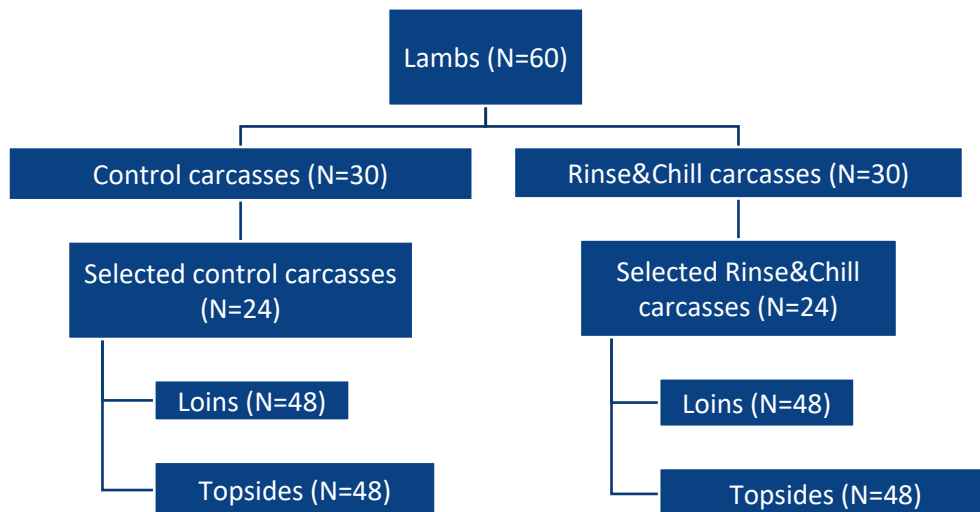 Lambs (N=60)
Control carcasses (N=30)
Rinse&Chill carcasses (N=30)
Selected control carcasses
(N=24)
Selected Rinse&Chill
carcasses (N=24)
Loins (N=48)
Loins (N=48)
Topsides (N=48)
Topsides (N=48)